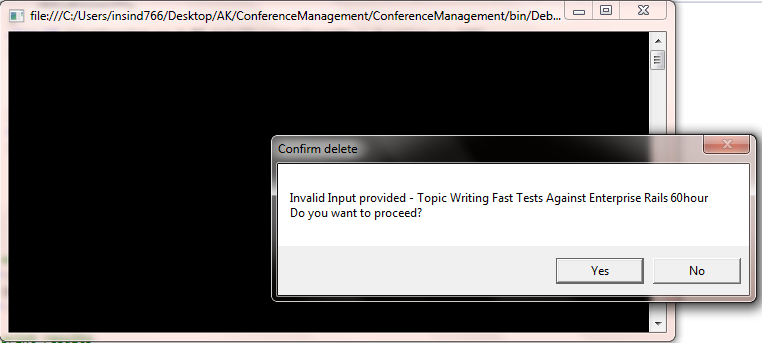 file:///C:/Users/insind766/Desktop/AK/ConferenceManagement/ConferenceManagement/bin/Deb...
Confirm delete
Invalid Input provided - Topic Writing Fast Tests Against Enterprise Rails 60hour
Do you want to proceed?
Yes
No